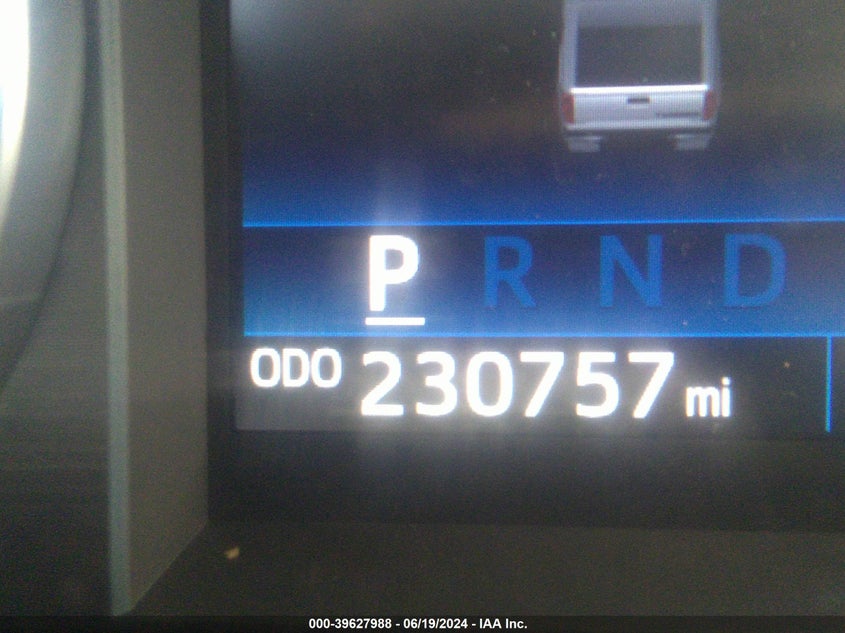 P R N D
ODO 230757 mi
000-39627988 - 06/19/2024 - IAA Inc.